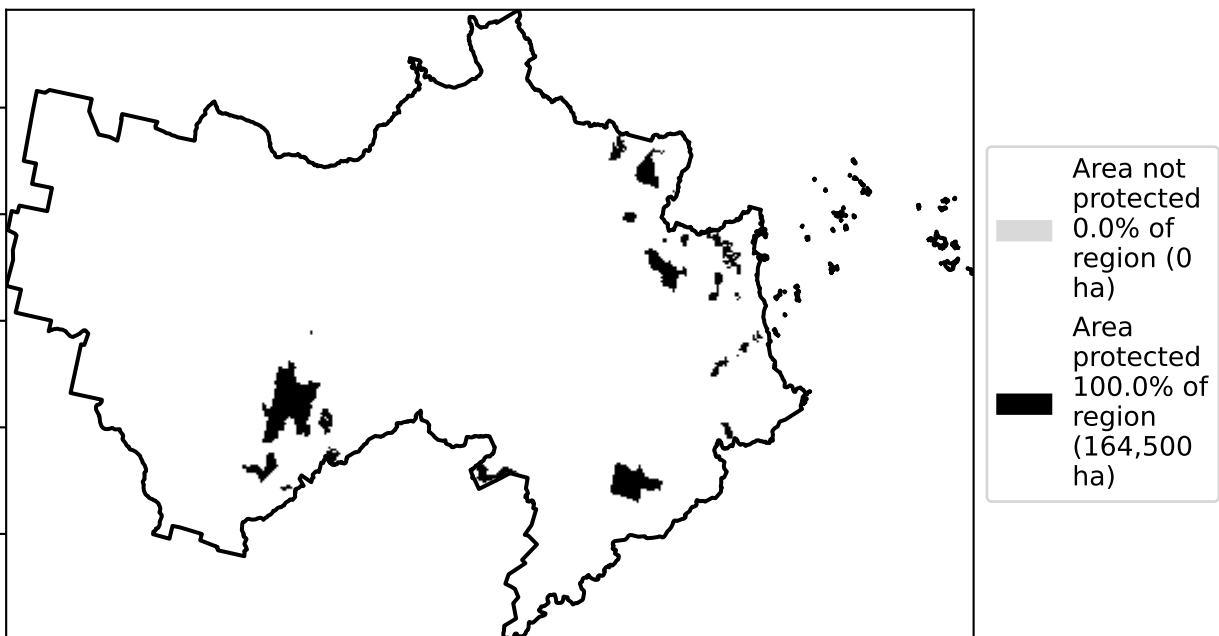 Area not
protected
0.0% of
region (0
ha)
Area
protected
100.0% of
region
(164,500
ha)